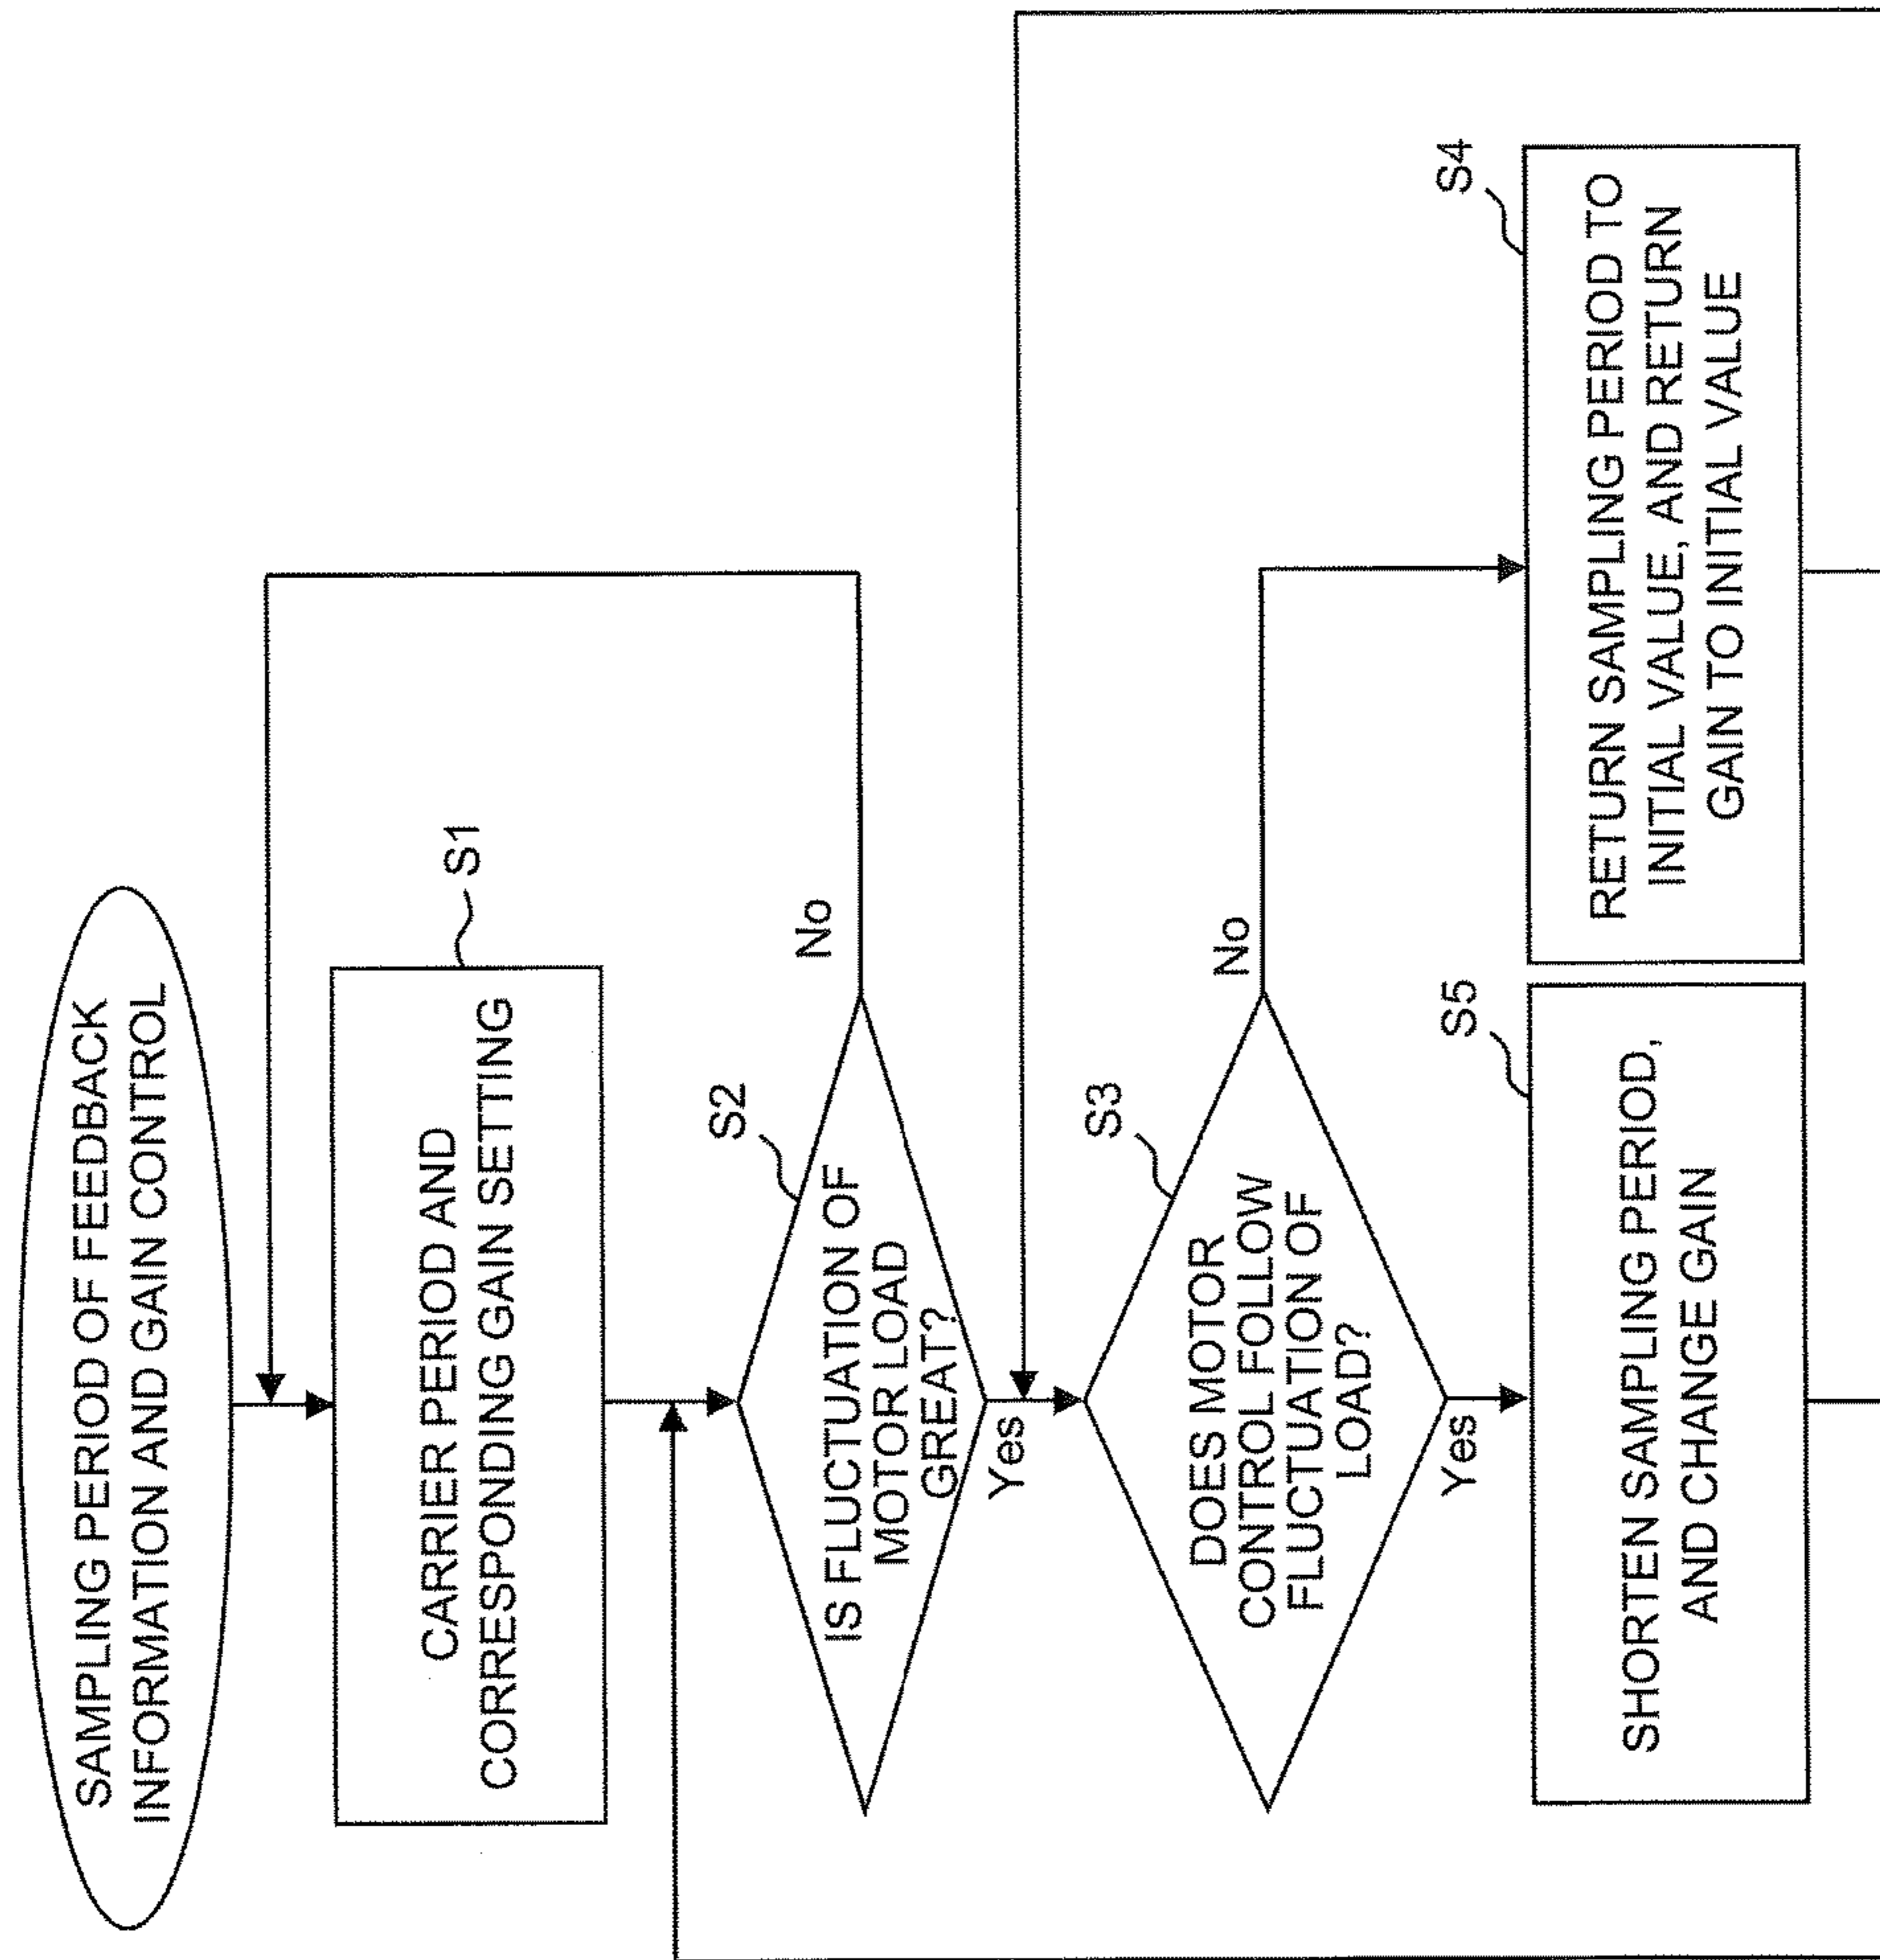 SAMPLING PERIOD OF FEEDBACK
INFORMATION AND GAIN CONTROL
S1
CARRIER PERIOD AND
CORRESPONDING GAIN SETTING
S2
IS FLUCTUATION OF
MOTOR LOAD
GREAT?
No
Yes
S3
DOES MOTOR
CONTROL FOLLOW
FLUCTUATION OF
LOAD?
No
Yes
S5
SHORTEN SAMPLING PERIOD,
AND CHANGE GAIN
S4
RETURN SAMPLING PERIOD TO
INITIAL VALUE, AND RETURN
GAIN TO INITIAL VALUE